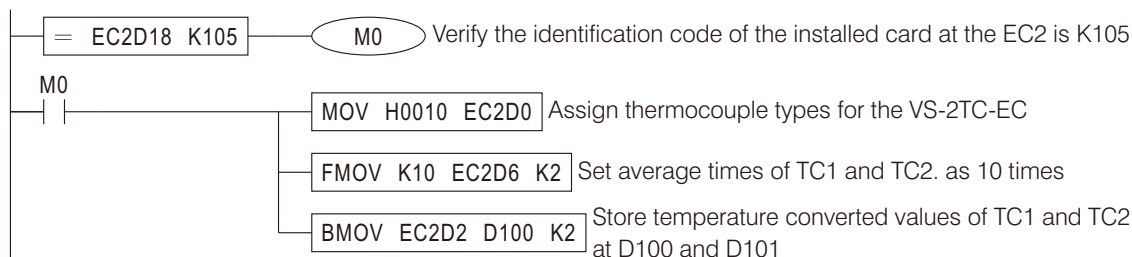 = EC2D18 K105 M0 Verify the identification code of the installed card at the EC2 is K105
M0
MOV H0010 EC2D0 Assign thermocouple types for the VS-2TC-EC
FMOV K10 EC2D6 K2 Set average times of TC1 and TC2. as 10 times
BMOV EC2D2 D100 K2 Store temperature converted values of TC1 and TC2
at D100 and D101